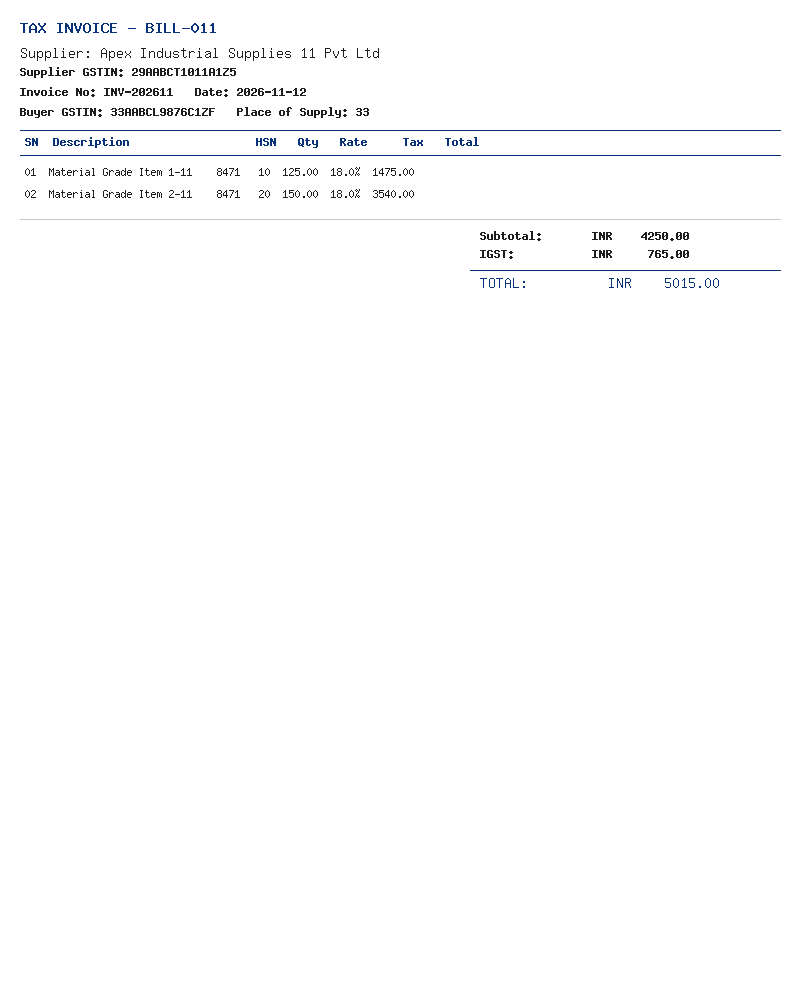 TAX INVOICE - BILL-011
Supplier: Apex Industrial Supplies 11 Pvt Ltd
Supplier GSTIN: 29AABCT1011A1Z5
Invoice No: INV-202611 Date: 2026-11-12
Buyer GSTIN: 33AABCL9876C1ZF Place of Supply: 33
SN Description HSN Qty Rate Tax Total
01 Material Grade Item 1-11 8471 10 125.00 18.0% 1475.00
02 Material Grade Item 2-11 8471 20 150.00 18.0% 3540.00
Subtotal: INR 4250.00
IGST: INR 765.00
TOTAL: INR 5015.00